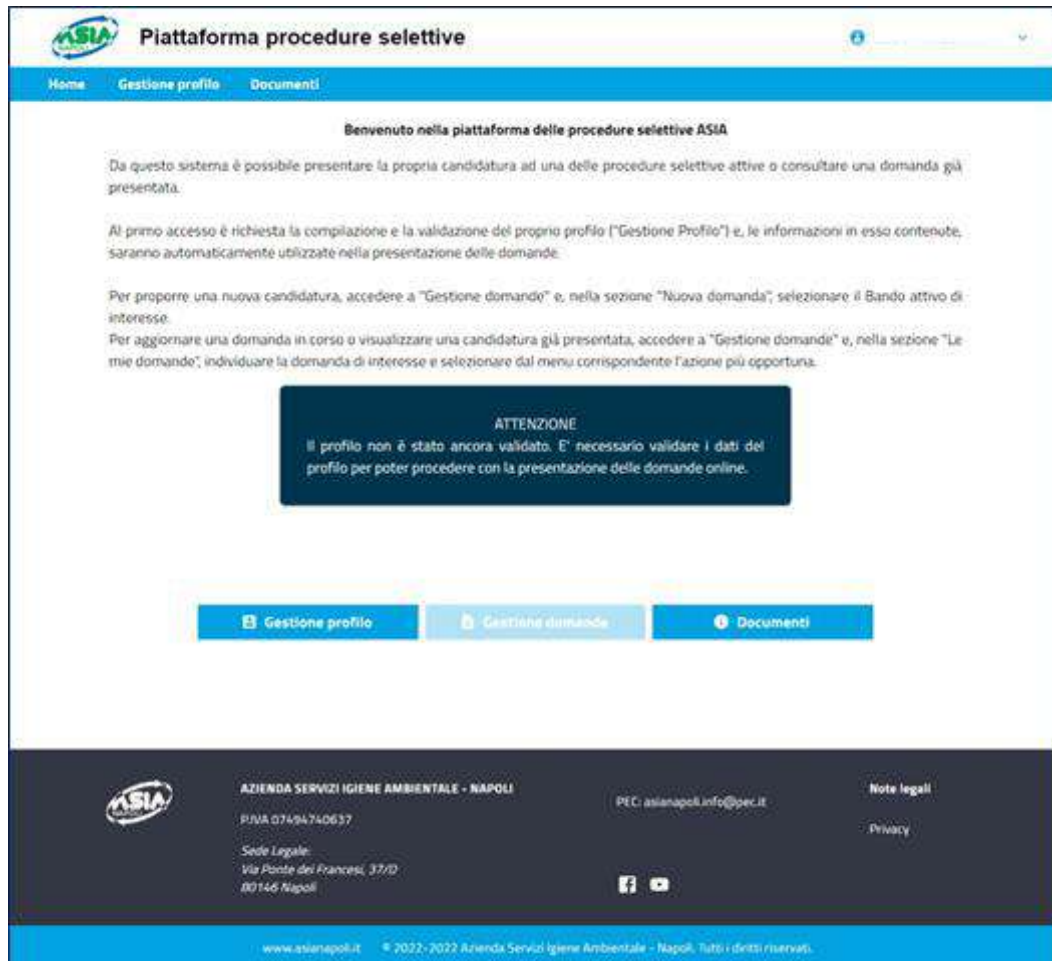 ASIA
NAPOLI
Piattaforma procedure selettive
Home Gestione profilo Documenti
Benvenuto nella piattaforma delle procedure selettive ASIA
Da questo sistema è possibile presentare la propria candidatura ad una delle procedure selettive attive o consultare una domanda già
presentata.
Al primo accesso è richiesta la compilazione e la validazione del proprio profilo ("Gestione Profilo") e, le informazioni in esso contenute,
saranno automaticamente utilizzate nella presentazione delle domande.
Per proporre una nuova candidatura, accedere a "Gestione domande" e, nella sezione "Nuova domanda", selezionare il Bando attivo di
interesse.
Per aggiornare una domanda in corso o visualizzare una candidatura già presentata, accedere a "Gestione domande" e, nella sezione "Le
mie domande", individuare la domanda di interesse e selezionare dal menu corrispondente l'azione più opportuna.
ATTENZIONE
Il profilo non è stato ancora validato. E' necessario validare i dati del
profilo per poter procedere con la presentazione delle domande online.
Gestione profilo Gestione domande Documenti
ASIA
NAPOLI
AZIENDA SERVIZI IGIENE AMBIENTALE - NAPOLI
P.IVA 07494740637
Sede Legale:
Via Ponte dei Francesi, 37/D
80146 Napoli
PEC: asianapoli.info@pec.it
Note legali
Privacy
www.asianapoli.it © 2022-2022 Azienda Servizi Igiene Ambientale - Napoli. Tutti i diritti riservati.